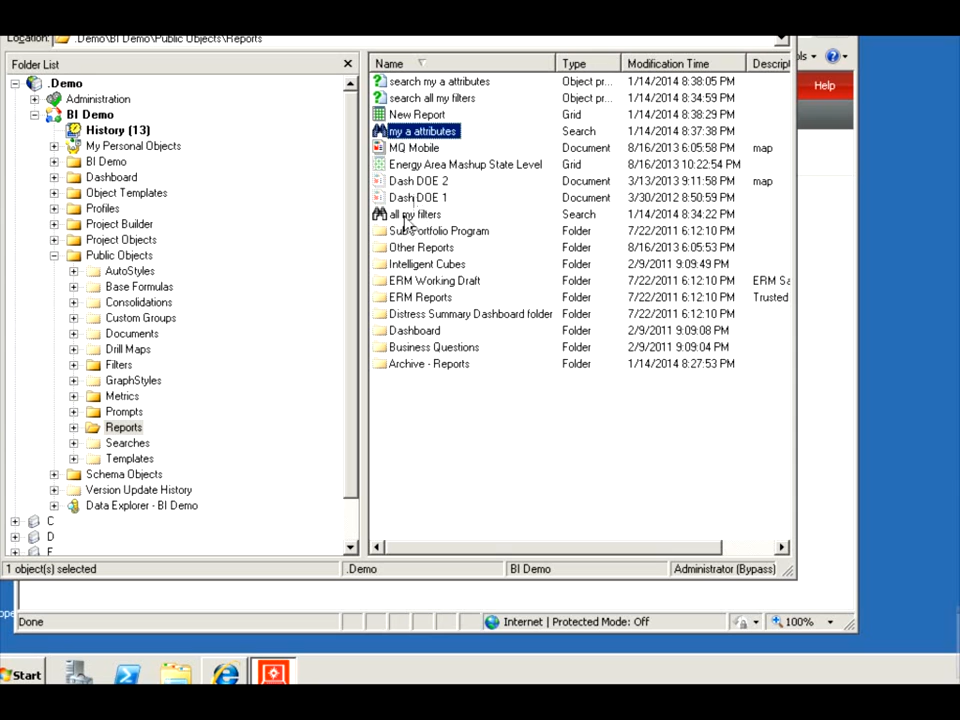 Location: .Demo\BI Demo\Public Objects\Reports
Folder List
.Demo
Administration
BI Demo
History (13)
My Personal Objects
BI Demo
Dashboard
Object Templates
Profiles
Project Builder
Project Objects
Public Objects
AutoStyles
Base Formulas
Consolidations
Custom Groups
Documents
Drill Maps
Filters
GraphStyles
Metrics
Prompts
Reports
Searches
Templates
Schema Objects
Version Update History
Data Explorer - BI Demo
C
D
E
Name Type Modification Time Descript
search my a attributes Object pr... 1/14/2014 8:38:05 PM
search all my filters Object pr... 1/14/2014 8:34:59 PM
New Report Grid 1/14/2014 8:38:29 PM
my a attributes Search 1/14/2014 8:37:38 PM
MQ Mobile Document 8/16/2013 6:05:58 PM map
Energy Area Mashup State Level Grid 8/16/2013 10:22:54 PM
Dash DOE 2 Document 3/13/2013 9:11:58 PM map
Dash DOE 1 Document 3/30/2012 8:50:59 PM
all my filters Search 1/14/2014 8:34:22 PM
Sub Portfolio Program Folder 7/22/2011 6:12:10 PM
Other Reports Folder 8/16/2013 6:05:53 PM
Intelligent Cubes Folder 2/9/2011 9:09:49 PM
ERM Working Draft Folder 7/22/2011 6:12:10 PM ERM Sa
ERM Reports Folder 7/22/2011 6:12:10 PM Trusted
Distress Summary Dashboard folder Folder 7/22/2011 6:12:10 PM
Dashboard Folder 2/9/2011 9:09:08 PM
Business Questions Folder 2/9/2011 9:09:04 PM
Archive - Reports Folder 1/14/2014 8:27:53 PM
ls
Help
1 object(s) selected .Demo BI Demo Administrator (Bypass)
Done Internet | Protected Mode: Off 100%
Start